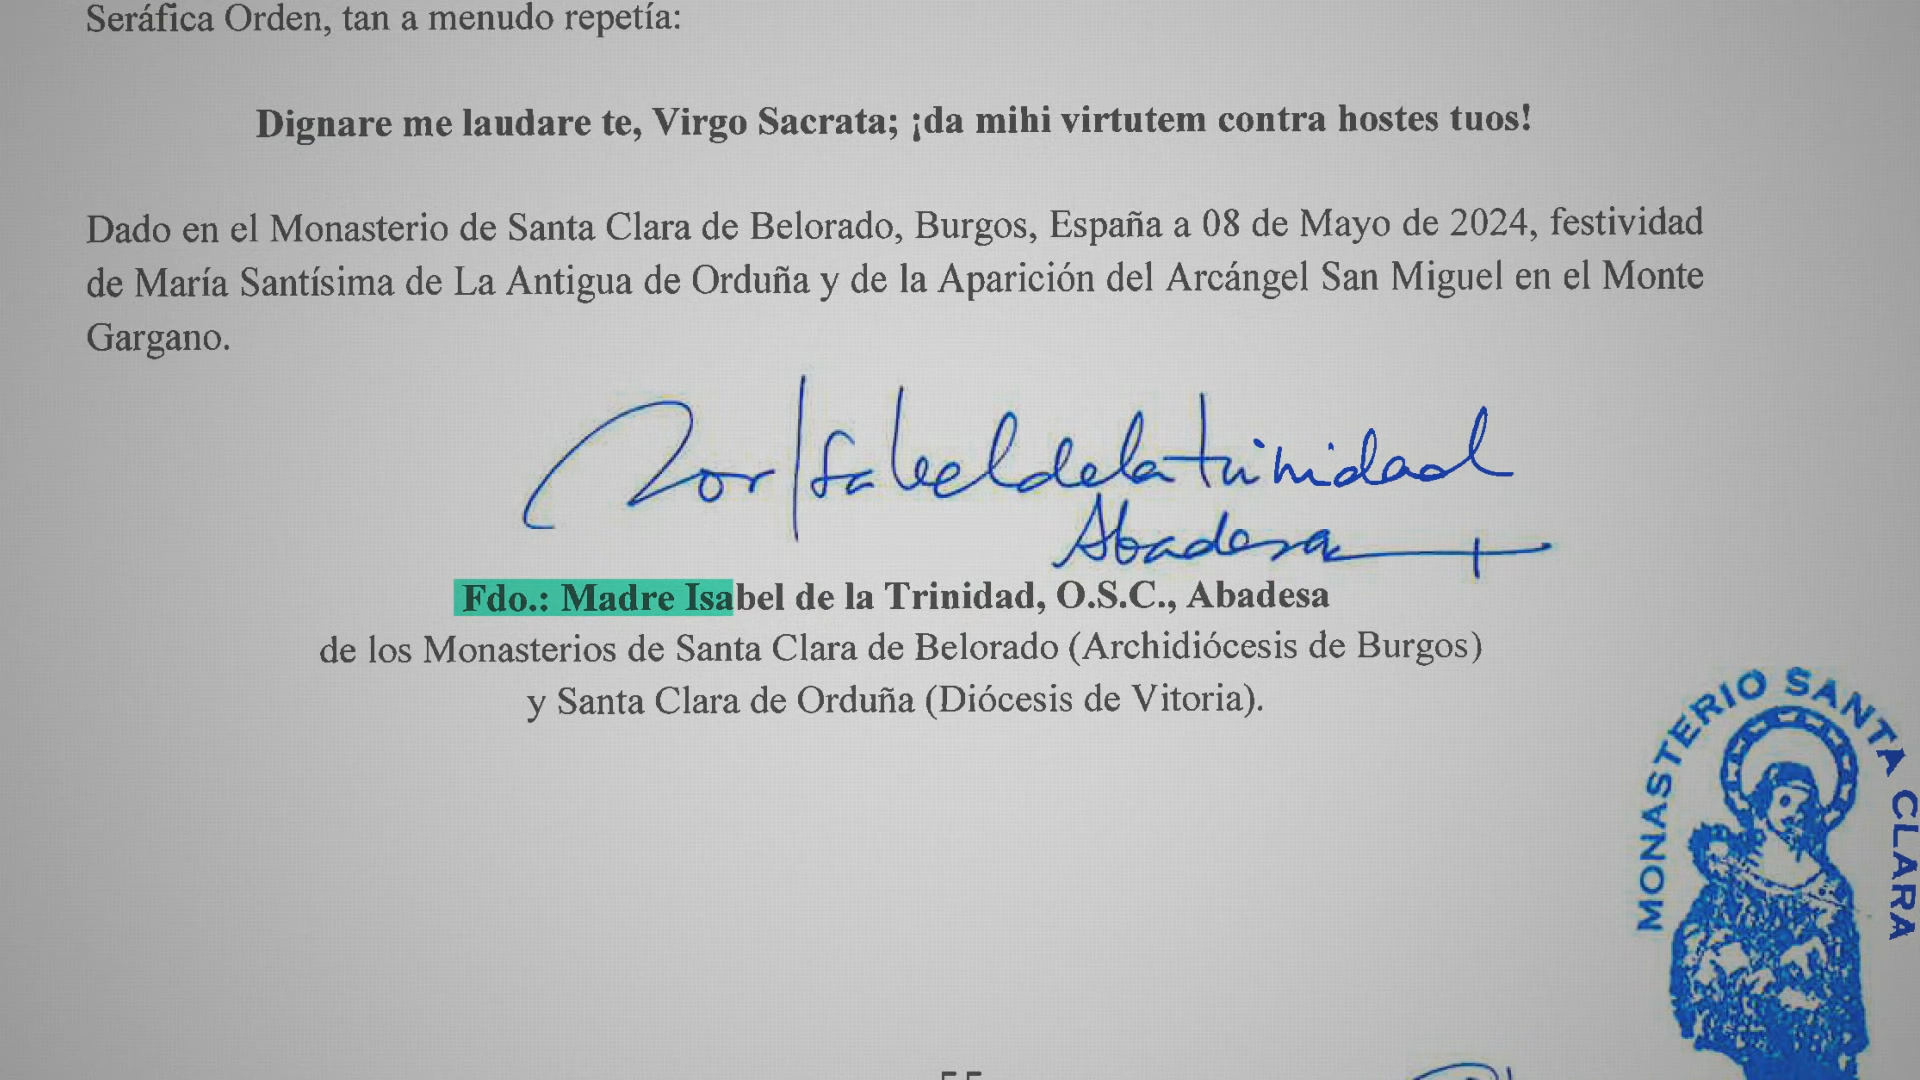 Seráfica Orden, tan a menudo repetía:
Dignare me laudare te, Virgo Sacrata; ¡da mihi virtutem contra hostes tuos!
Dado en el Monasterio de Santa Clara de Belorado, Burgos, España a 08 de Mayo de 2024, festividad
de María Santísima de La Antigua de Orduña y de la Aparición del Arcángel San Miguel en el Monte
Gargano.
Sor Isabel de la Trinidad
Abadesa
Fdo.: Madre Isabel de la Trinidad, O.S.C., Abadesa
de los Monasterios de Santa Clara de Belorado (Archidiócesis de Burgos)
y Santa Clara de Orduña (Diócesis de Vitoria).
MONASTERIO SANTA CLARA